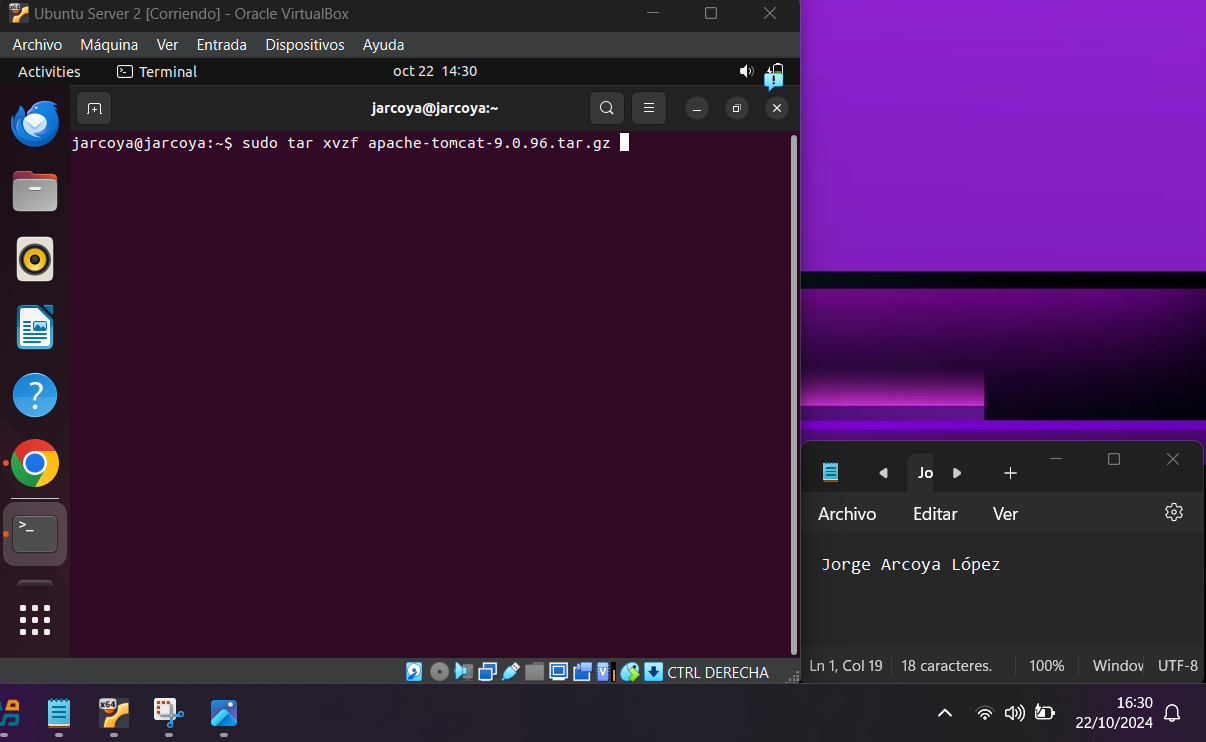 Ubuntu Server 2 [Corriendo] - Oracle VirtualBox
Archivo Máquina Ver Entrada Dispositivos Ayuda
Activities Terminal oct 22 14:30
jarcoya@jarcoya:~
jarcoya@jarcoya:~$ sudo tar xvzf apache-tomcat-9.0.96.tar.gz
CTRL DERECHA
Jo
Archivo Editar Ver
Jorge Arcoya López
Ln 1, Col 19 18 caracteres. 100% Window UTF-8
x64
16:30
22/10/2024